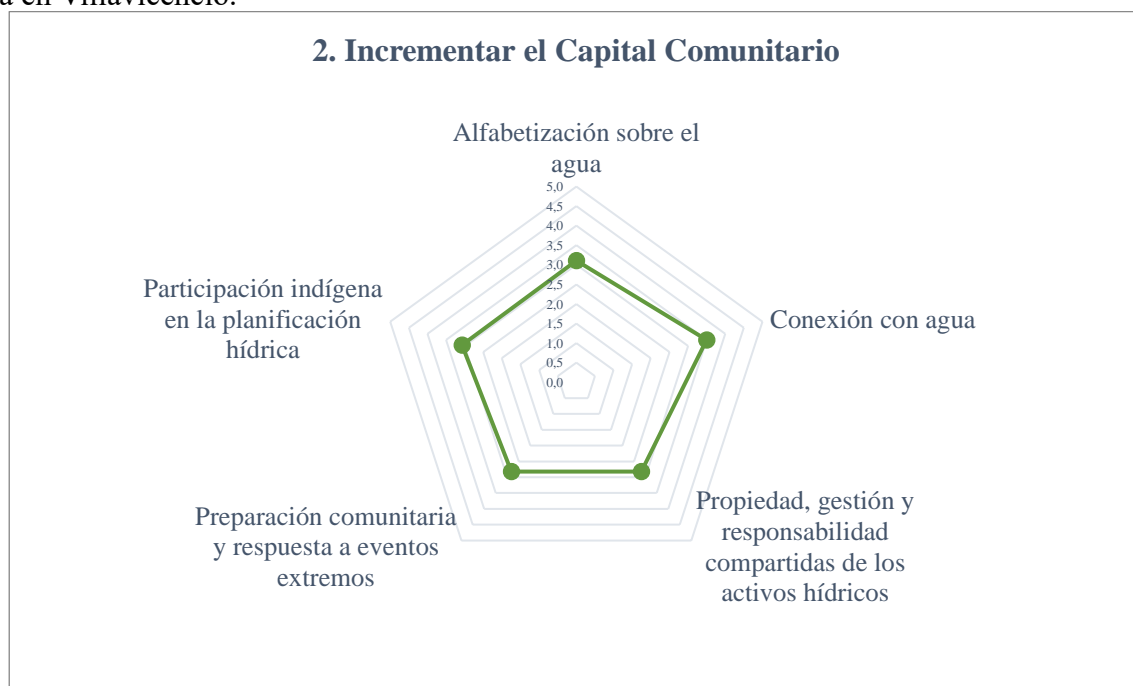 a en Villavicencio.
2. Incrementar el Capital Comunitario
Alfabetización sobre el
agua
5,0
4,5
4,0
3,5
3,0
2,5
2,0
1,5
1,0
0,5
0,0
Conexión con agua
Propiedad, gestión y
responsabilidad
compartidas de los
activos hídricos
Preparación comunitaria
y respuesta a eventos
extremos
Participación indígena
en la planificación
hídrica